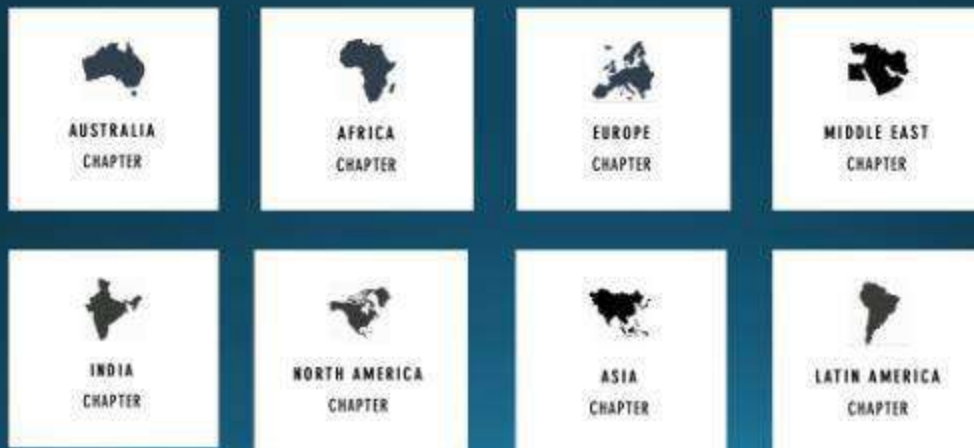 AUSTRALIA
CHAPTER
AFRICA
CHAPTER
EUROPE
CHAPTER
MIDDLE EAST
CHAPTER
INDIA
CHAPTER
NORTH AMERICA
CHAPTER
ASIA
CHAPTER
LATIN AMERICA
CHAPTER